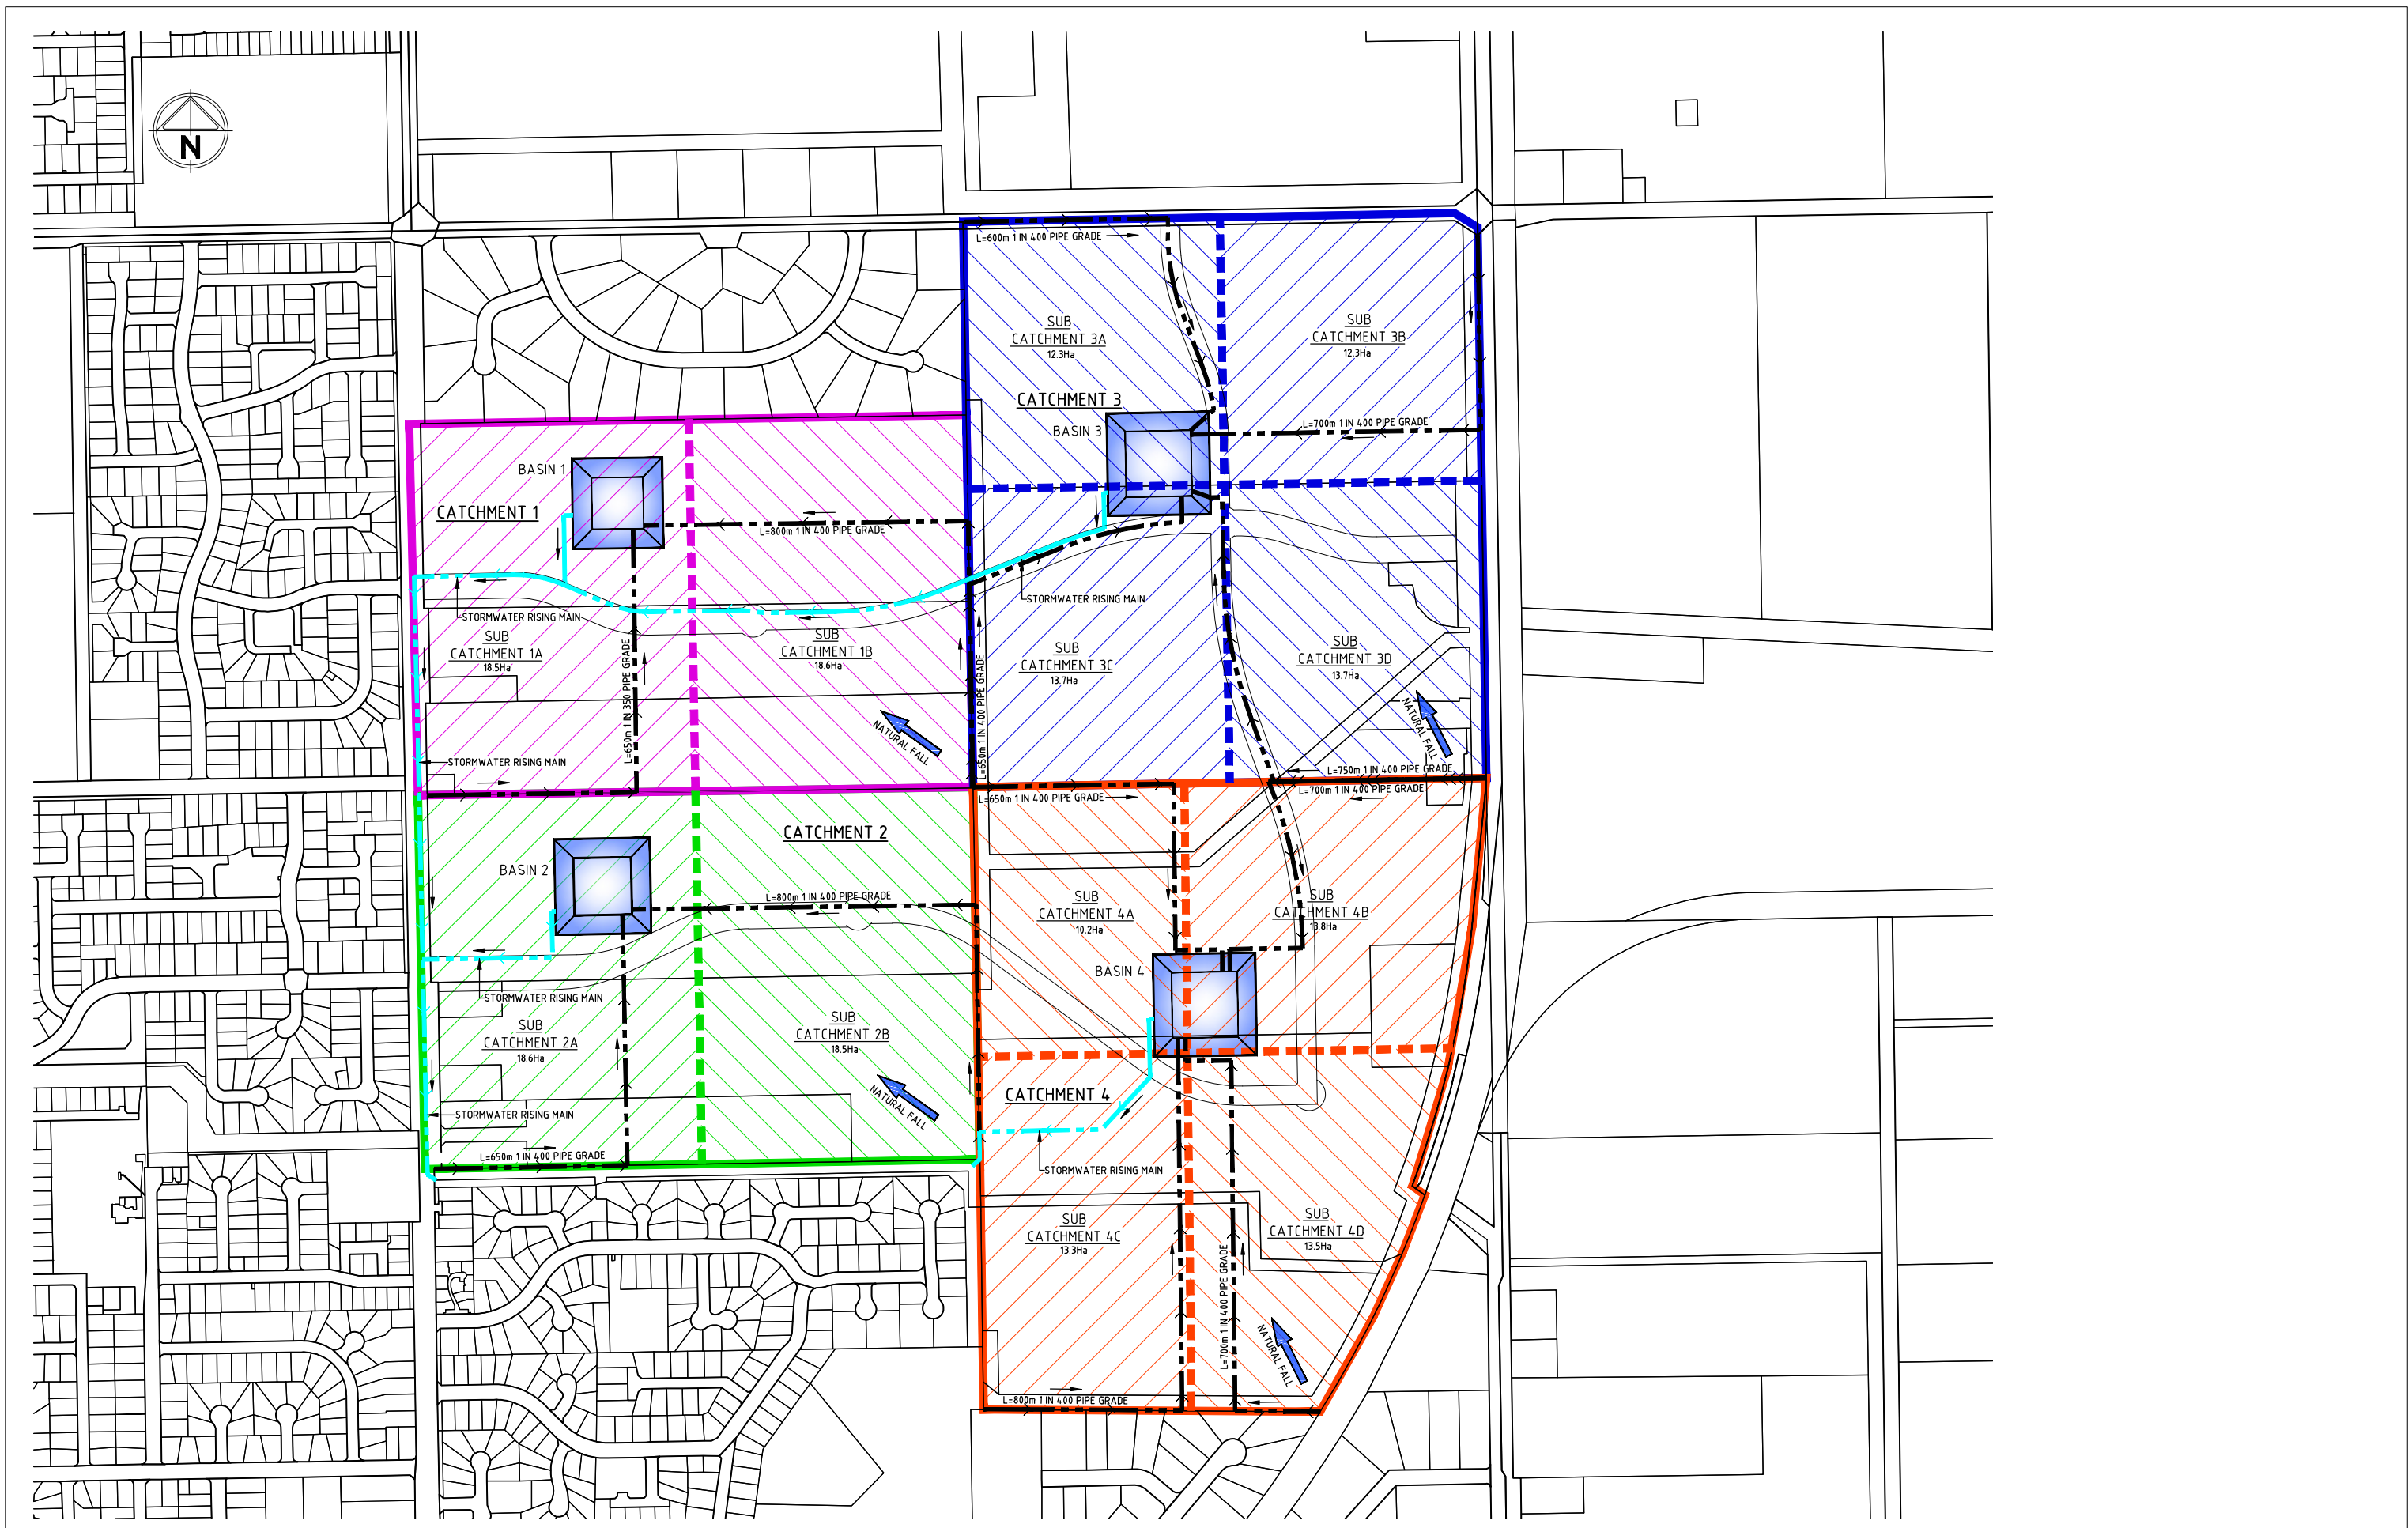 N
L=600m 1 IN 400 PIPE GRADE
SUB
CATCHMENT 3A
12.3Ha
SUB
CATCHMENT 3B
12.3Ha
CATCHMENT 3
BASIN 3
L=700m 1 IN 400 PIPE GRADE
BASIN 1
CATCHMENT 1
L=800m 1 IN 400 PIPE GRADE
STORMWATER RISING MAIN
STORMWATER RISING MAIN
SUB
CATCHMENT 1A
18.5Ha
SUB
CATCHMENT 1B
18.6Ha
SUB
CATCHMENT 3C
13.7Ha
SUB
CATCHMENT 3D
13.7Ha
L=650m 1 IN 350 PIPE GRADE
L=650m 1 IN 400 PIPE GRADE
NATURAL FALL
NATURAL FALL
STORMWATER RISING MAIN
L=750m 1 IN 400 PIPE GRADE
L=650m 1 IN 400 PIPE GRADE
L=700m 1 IN 400 PIPE GRADE
CATCHMENT 2
BASIN 2
L=800m 1 IN 400 PIPE GRADE
SUB
CATCHMENT 4A
10.2Ha
SUB
CATCHMENT 4B
13.8Ha
BASIN 4
STORMWATER RISING MAIN
SUB
CATCHMENT 2A
18.6Ha
SUB
CATCHMENT 2B
18.5Ha
NATURAL FALL
CATCHMENT 4
STORMWATER RISING MAIN
L=650m 1 IN 400 PIPE GRADE
STORMWATER RISING MAIN
SUB
CATCHMENT 4C
13.3Ha
SUB
CATCHMENT 4D
13.5Ha
L=700m 1 IN 400 PIPE GRADE
NATURAL FALL
L=800m 1 IN 400 PIPE GRADE